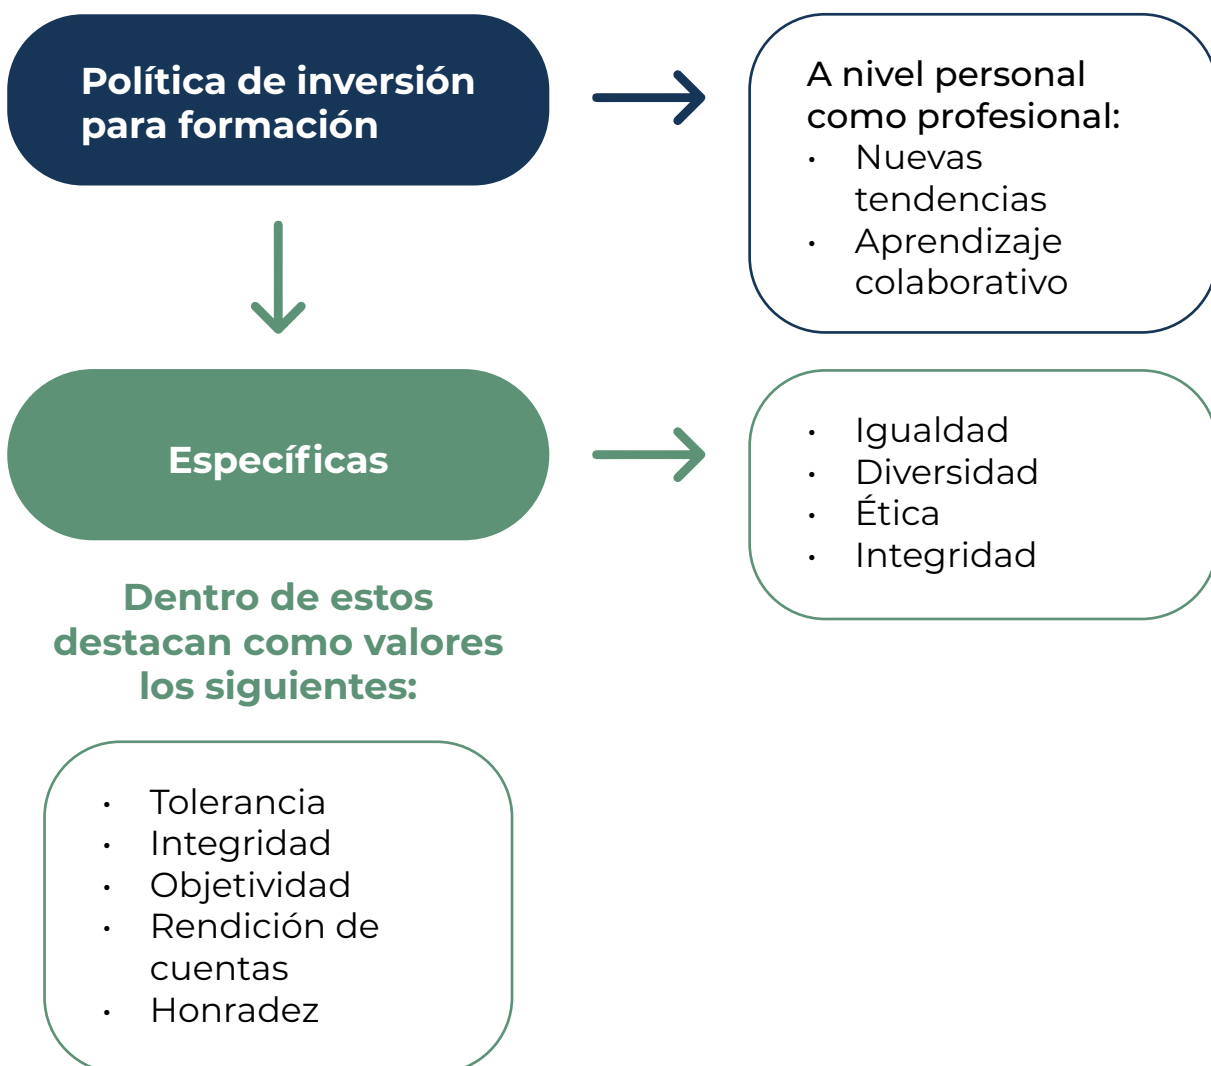 Política de inversión
para formación
A nivel personal
como profesional:
• Nuevas
tendencias
• Aprendizaje
colaborativo
Específicas
• Igualdad
• Diversidad
• Ética
• Integridad
Dentro de estos
destacan como valores
los siguientes:
• Tolerancia
• Integridad
• Objetividad
• Rendición de
cuentas
• Honradez